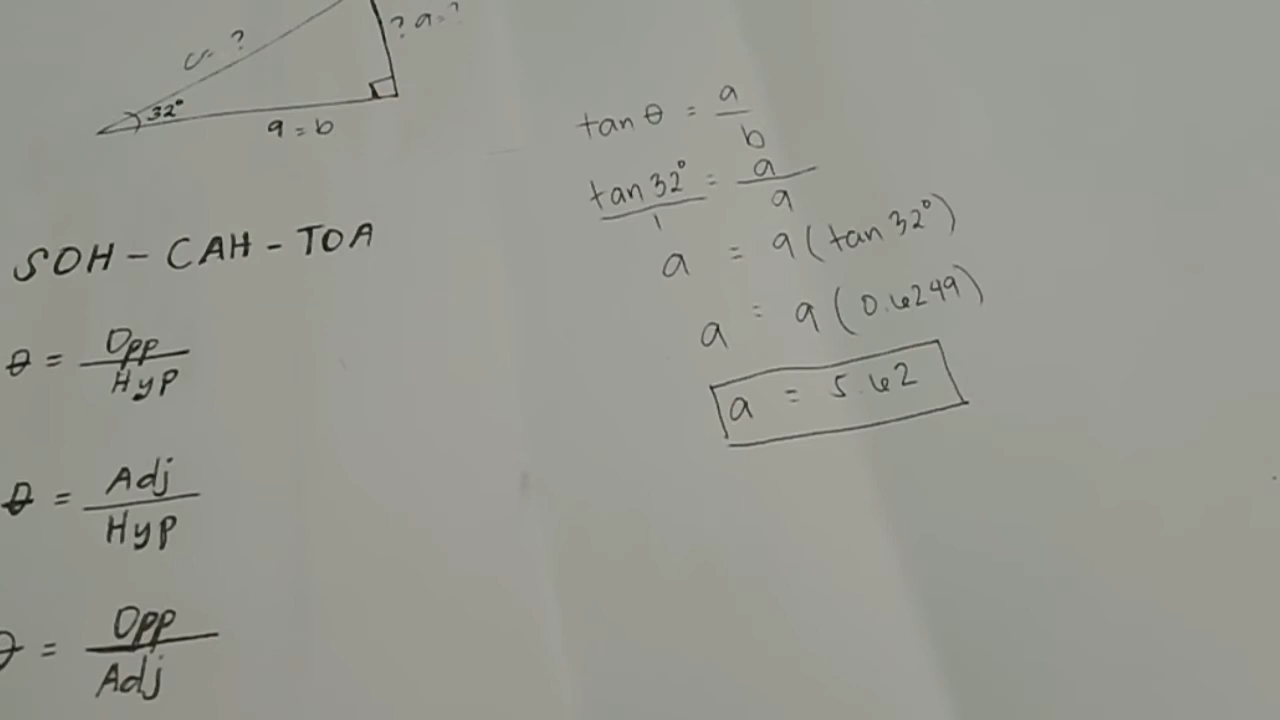 c = ?
? a = ?
32°
9 = b
SOH - CAH - TOA
θ = Opp / Hyp
θ = Adj / Hyp
θ = Opp / Adj
tan θ = a / b
tan 32° / 1 = a / 9
a = 9 ( tan 32° )
a = 9 ( 0.6249 )
a = 5.62